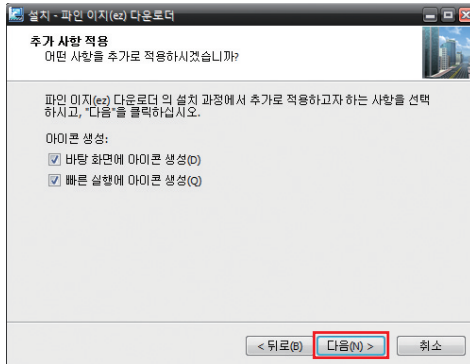 설치 - 파인 이지(ez) 다운로더
추가 사항 적용
어떤 사항을 추가로 적용하시겠습니까?
파인 이지(ez) 다운로더 의 설치 과정에서 추가로 적용하고자 하는 사항을 선택
하시고, "다음"을 클릭하십시오.
아이콘 생성:
바탕 화면에 아이콘 생성(D)
빠른 실행에 아이콘 생성(Q)
< 뒤로(B) 다음(N) > 취소